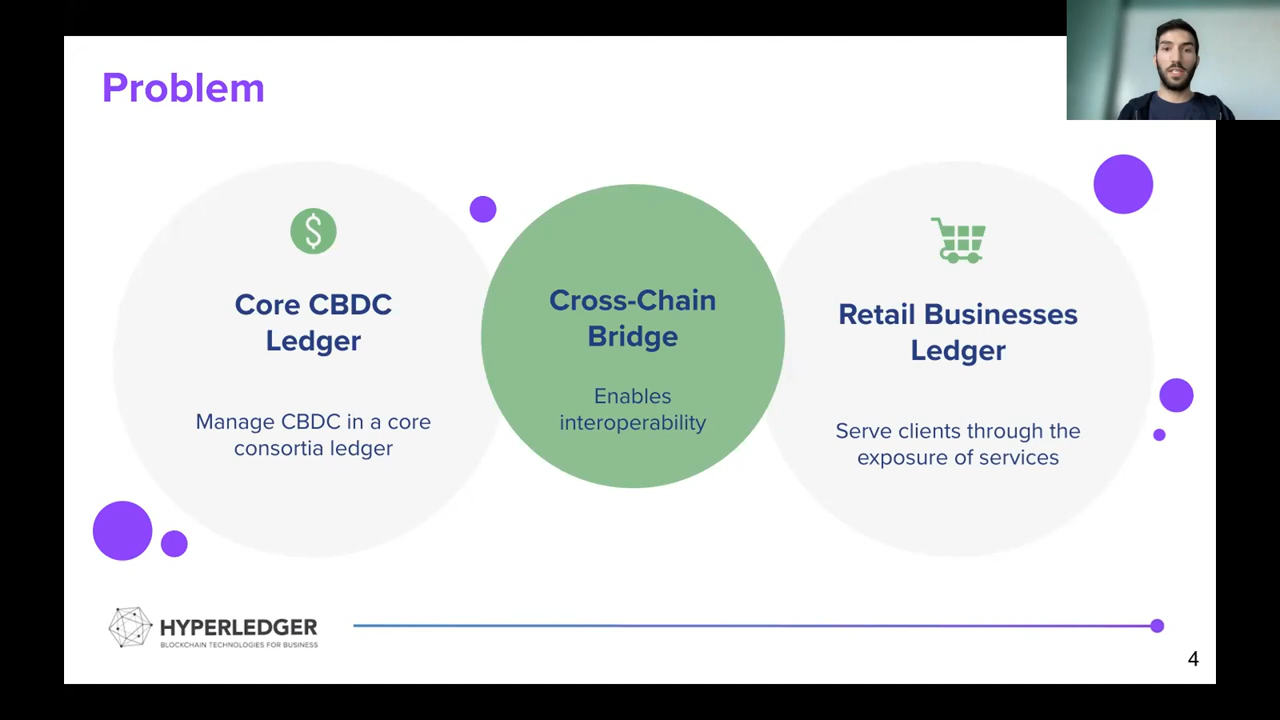 Problem
Core CBDC
Ledger
Manage CBDC in a core
consortia ledger
Cross-Chain
Bridge
Enables
interoperability
Retail Businesses
Ledger
Serve clients through the
exposure of services
HYPERLEDGER
BLOCKCHAIN TECHNOLOGIES FOR BUSINESS
4